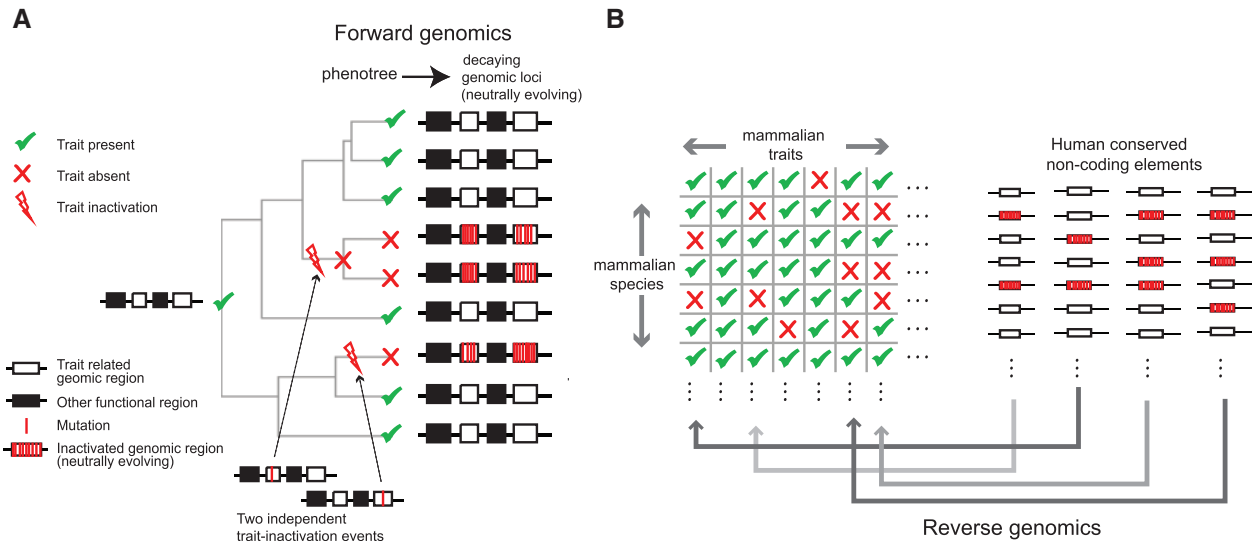 A
Forward genomics
phenotree
decaying
genomic loci
(neutrally evolving)
Trait present
Trait absent
Trait inactivation
Trait related
geomic region
Other functional region
Mutation
Inactivated genomic region
(neutrally evolving)
Two independent
trait-inactivation events
B
mammalian
traits
Human conserved
non-coding elements
mammalian
species
Reverse genomics